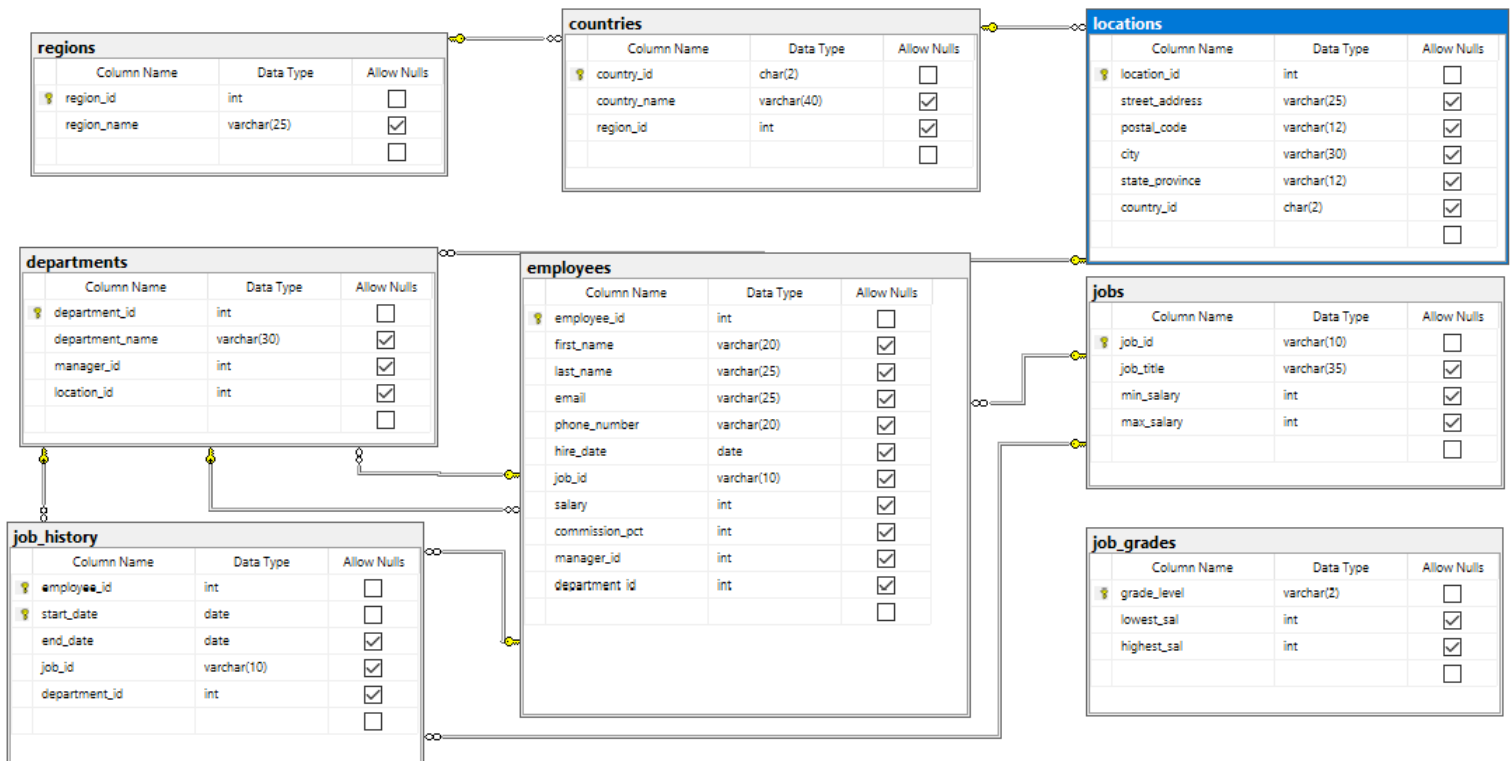 regions
Column Name Data Type Allow Nulls
region_id int
region_name varchar(25)
countries
Column Name Data Type Allow Nulls
country_id char(2)
country_name varchar(40)
region_id int
locations
Column Name Data Type Allow Nulls
location_id int
street_address varchar(25)
postal_code varchar(12)
city varchar(30)
state_province varchar(12)
country_id char(2)
departments
Column Name Data Type Allow Nulls
department_id int
department_name varchar(30)
manager_id int
location_id int
employees
Column Name Data Type Allow Nulls
employee_id int
first_name varchar(20)
last_name varchar(25)
email varchar(25)
phone_number varchar(20)
hire_date date
job_id varchar(10)
salary int
commission_pct int
manager_id int
department_id int
jobs
Column Name Data Type Allow Nulls
job_id varchar(10)
job_title varchar(35)
min_salary int
max_salary int
job_history
Column Name Data Type Allow Nulls
employee_id int
start_date date
end_date date
job_id varchar(10)
department_id int
job_grades
Column Name Data Type Allow Nulls
grade_level varchar(2)
lowest_sal int
highest_sal int